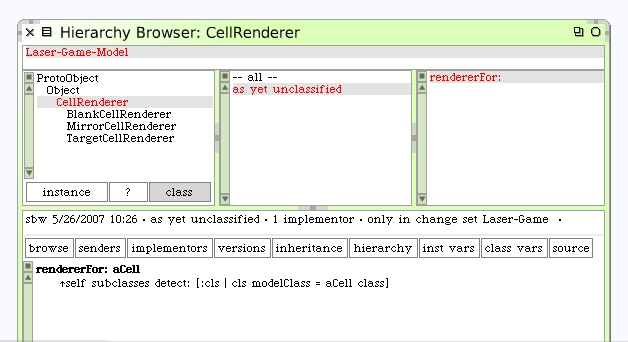 Hierarchy Browser: CellRenderer
Laser-Game-Model
ProtoObject
Object
CellRenderer
BlankCellRenderer
MirrorCellRenderer
TargetCellRenderer
instance ? class
-- all --
as yet unclassified
rendererFor:
sbw 5/26/2007 10:26 · as yet unclassified · 1 implementor · only in change set Laser-Game ·
browse senders implementors versions inheritance hierarchy inst vars class vars source
rendererFor: aCell
↑self subclasses detect: [:cls | cls modelClass = aCell class]